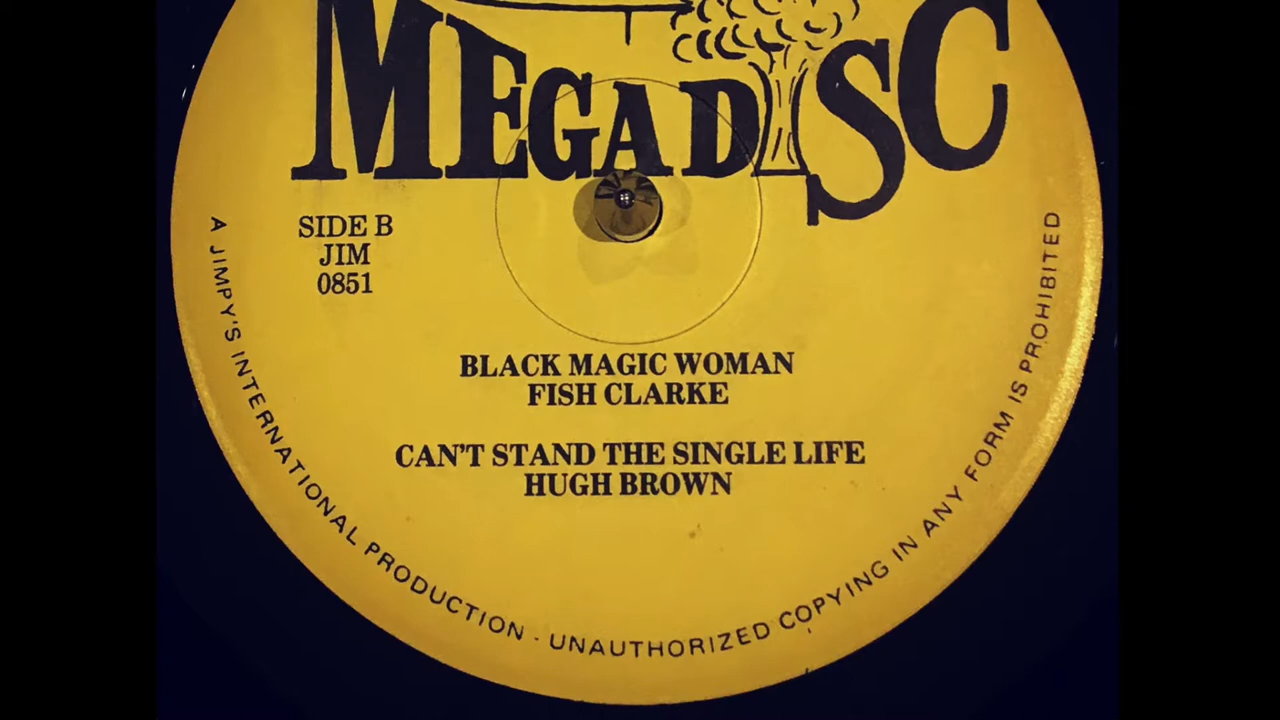 MEGADISC
SIDE B
JIM
0851
BLACK MAGIC WOMAN
FISH CLARKE
CAN'T STAND THE SINGLE LIFE
HUGH BROWN
A JIMPY'S INTERNATIONAL PRODUCTION - UNAUTHORIZED COPYING IN ANY FORM IS PROHIBITED